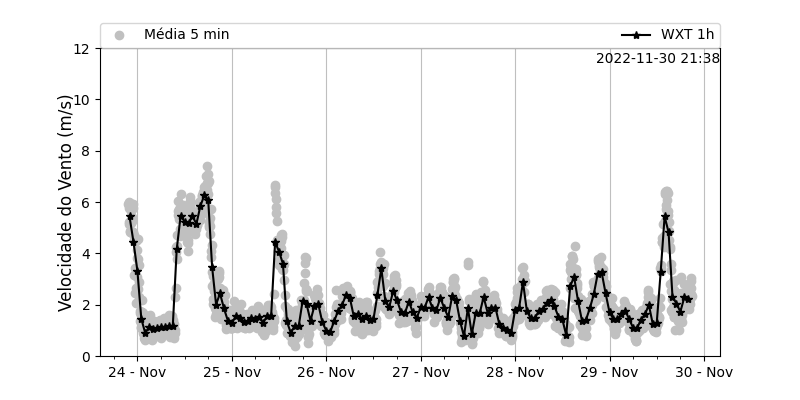 Média 5 min
WXT 1h
2022-11-30 21:38
Velocidade do Vento (m/s)
12
10
8
6
4
2
0
24 - Nov
25 - Nov
26 - Nov
27 - Nov
28 - Nov
29 - Nov
30 - Nov